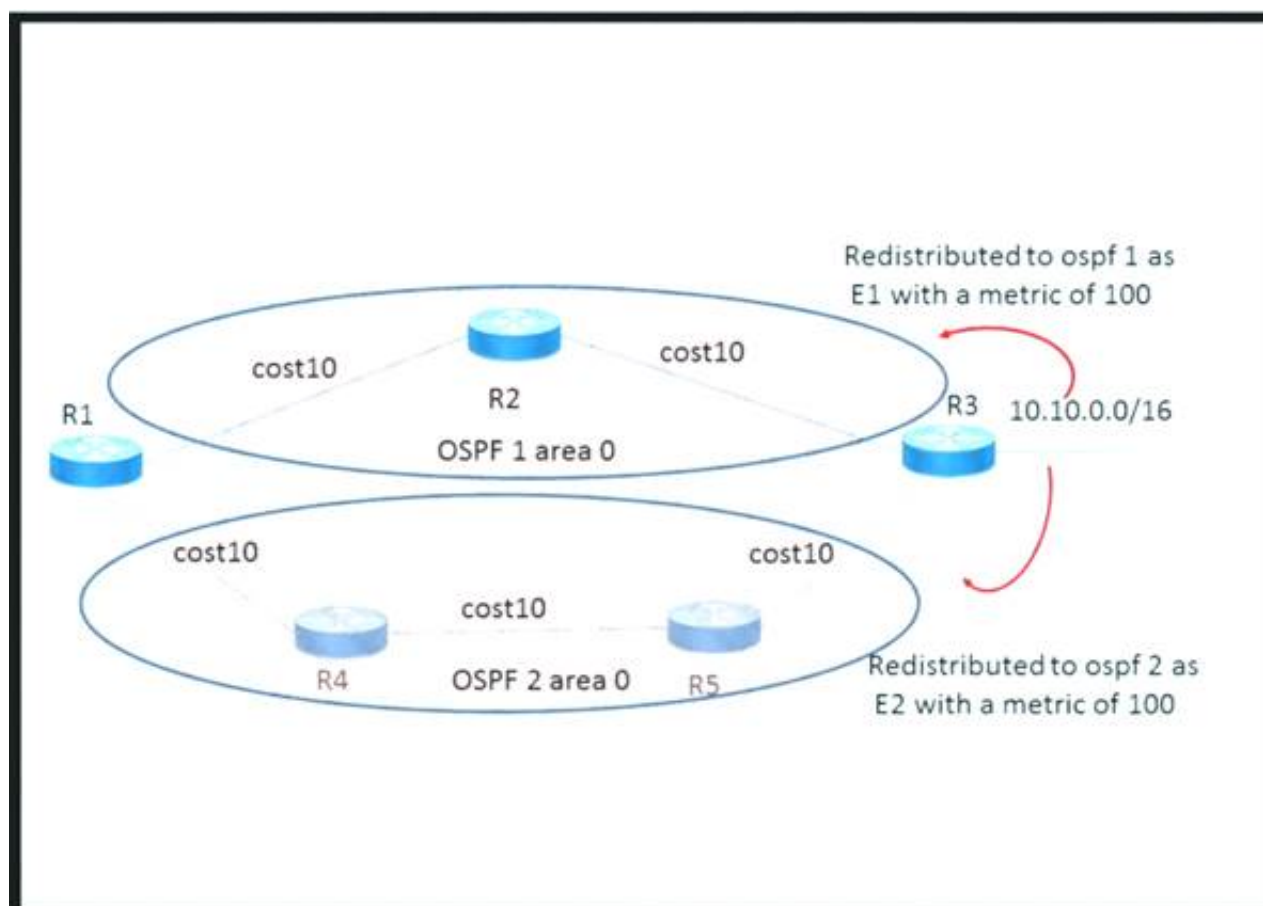 Redistributed to ospf 1 as
E1 with a metric of 100
cost10
cost10
R2
R1
R3
10.10.0.0/16
OSPF 1 area 0
cost10
cost10
cost10
R4
OSPF 2 area 0
R5
Redistributed to ospf 2 as
E2 with a metric of 100